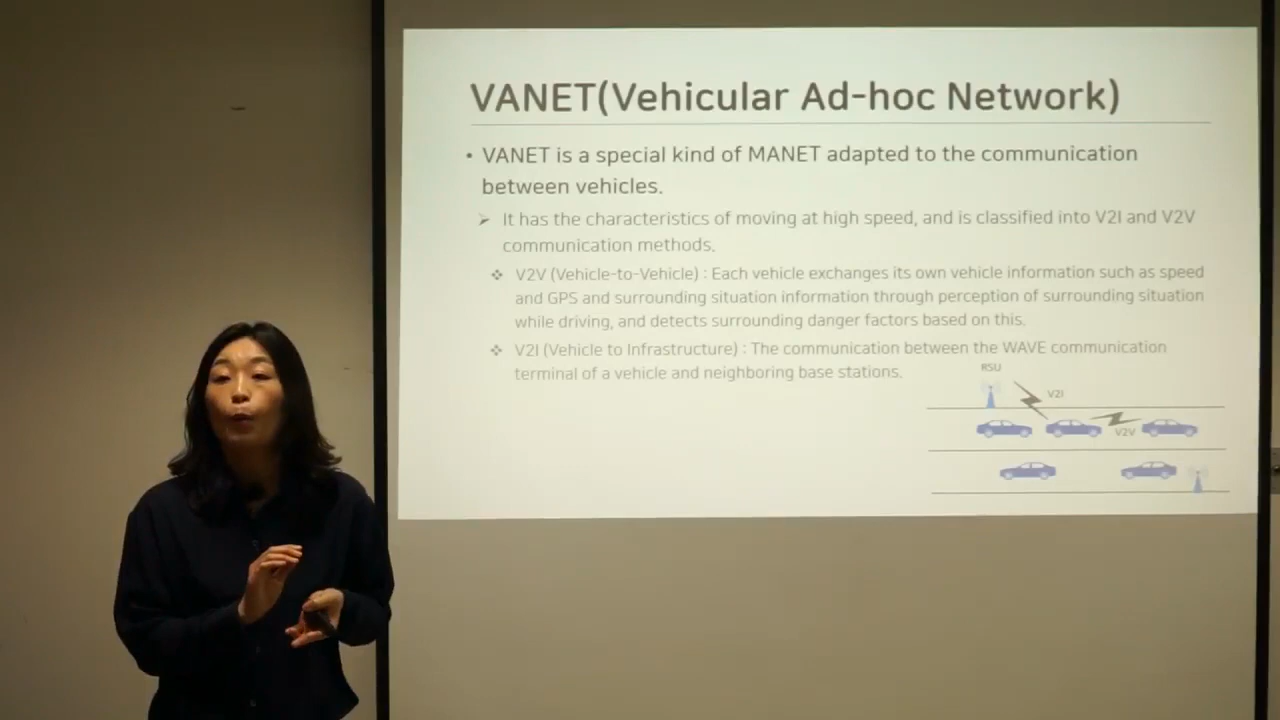 VANET(Vehicular Ad-hoc Network)
• VANET is a special kind of MANET adapted to the communication
between vehicles.
➢ It has the characteristics of moving at high speed, and is classified into V2I and V2V
communication methods.
❖ V2V (Vehicle-to-Vehicle) : Each vehicle exchanges its own vehicle information such as speed
and GPS and surrounding situation information through perception of surrounding situation
while driving, and detects surrounding danger factors based on this.
❖ V2I (Vehicle to Infrastructure) : The communication between the WAVE communication
terminal of a vehicle and neighboring base stations.
RSU
V2I
V2V